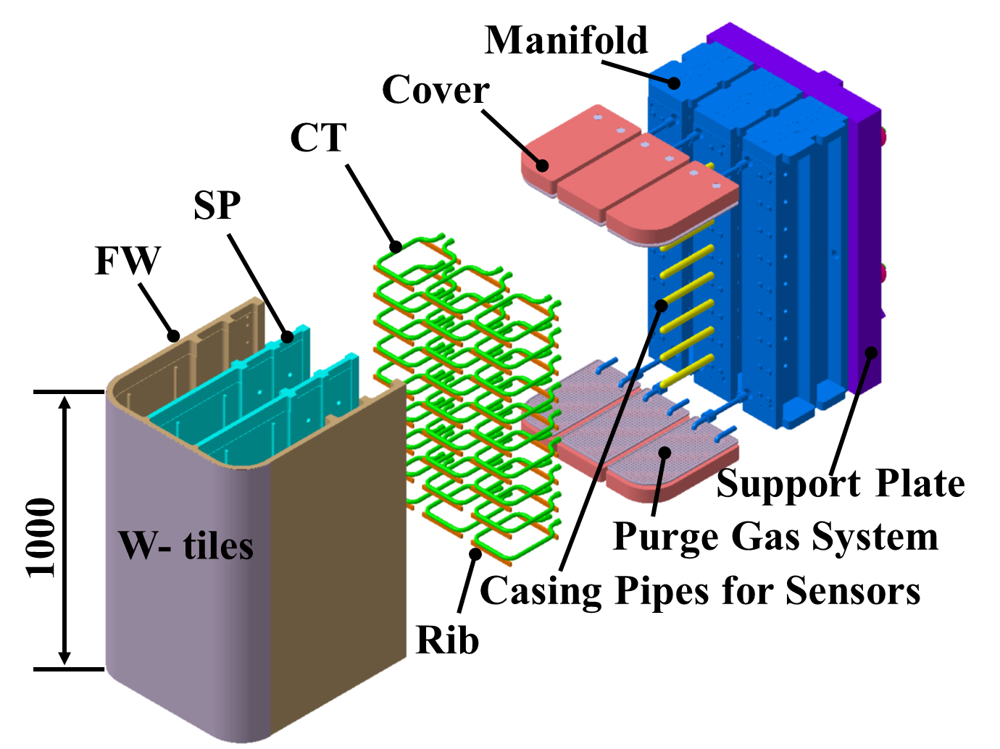 Manifold
Cover
CT
SP
FW
1000
W- tiles
Support Plate
Purge Gas System
Casing Pipes for Sensors
Rib